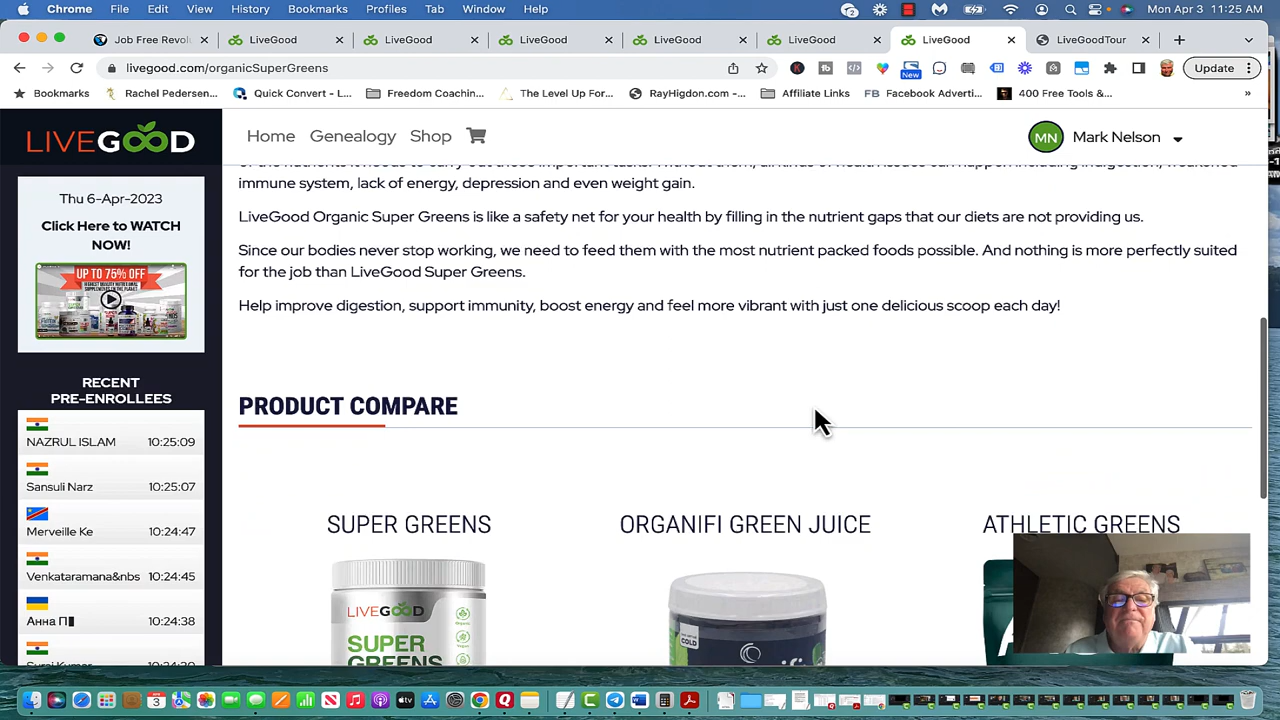 Chrome File Edit View History Bookmarks Profiles Tab Window Help
2 Mon Apr 3 11:25 AM
Job Free Revolu
LiveGood
LiveGood
LiveGood
LiveGood
LiveGood
LiveGood
LiveGoodTour
livegood.com/organicSuperGreens
New
Update
Bookmarks
Rachel Pedersen...
Quick Convert - L...
Freedom Coachin...
The Level Up For...
RayHigdon.com -...
Affiliate Links
FB Facebook Adverti...
400 Free Tools &...
»
LIVEGOOD
Home Genealogy Shop
MN Mark Nelson
Thu 6-Apr-2023
Click Here to WATCH
NOW!
UP TO 75% OFF
RECENT
PRE-ENROLLEES
NAZRUL ISLAM 10:25:09
Sansuli Narz 10:25:07
Merveille Ke 10:24:47
Venkataramana&nbs 10:24:45
Анна П 10:24:38
immune system, lack of energy, depression and even weight gain.
LiveGood Organic Super Greens is like a safety net for your health by filling in the nutrient gaps that our diets are not providing us.
Since our bodies never stop working, we need to feed them with the most nutrient packed foods possible. And nothing is more perfectly suited
for the job than LiveGood Super Greens.
Help improve digestion, support immunity, boost energy and feel more vibrant with just one delicious scoop each day!
PRODUCT COMPARE
SUPER GREENS
ORGANIFI GREEN JUICE
ATHLETIC GREENS
LIVEGOOD
SUPER
GREENS
COLD
3